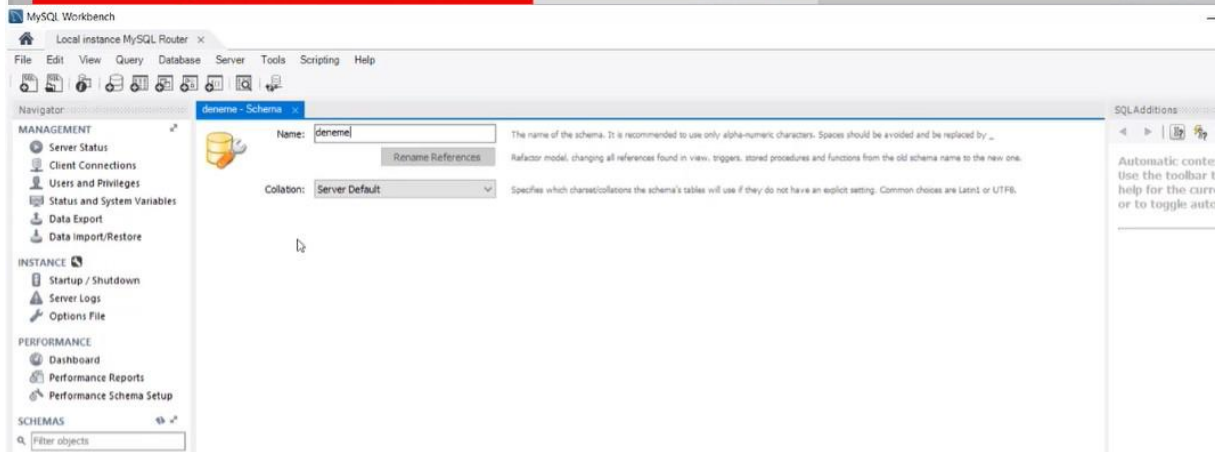 MySQL Workbench
Local instance MySQL Router
File Edit View Query Database Server Tools Scripting Help
Navigator
deneme - Schema
SQLAdditions
MANAGEMENT
Server Status
Client Connections
Users and Privileges
Status and System Variables
Data Export
Data Import/Restore
INSTANCE
Startup / Shutdown
Server Logs
Options File
PERFORMANCE
Dashboard
Performance Reports
Performance Schema Setup
SCHEMAS
Filter objects
Name: deneme
The name of the schema. It is recommended to use only alpha-numeric characters. Spaces should be avoided and be replaced by _
Rename References
Refactor model, changing all references found in view, triggers, stored procedures and functions from the old schema name to the new one.
Collation: Server Default
Specifies which charset/collations the schema's tables will use if they do not have an explicit setting. Common choices are Latin1 or UTF8.
Automatic conte
Use the toolbar t
help for the curr
or to toggle auto